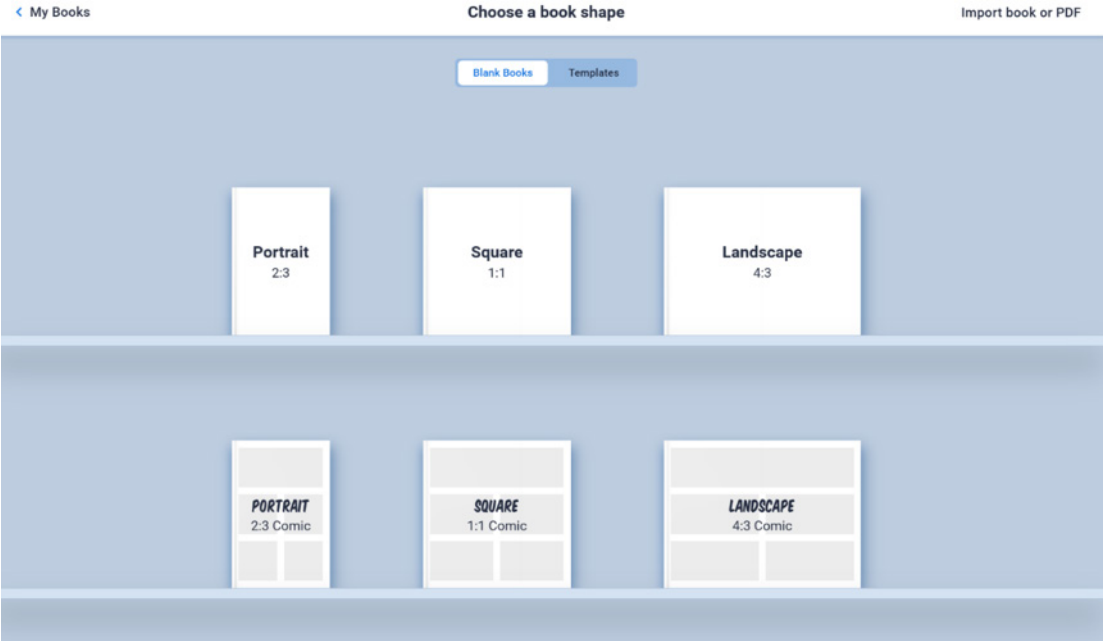 My Books
Choose a book shape
Import book or PDF
Blank Books
Templates
Portrait
2:3
Square
1:1
Landscape
4:3
PORTRAIT
2:3 Comic
SQUARE
1:1 Comic
LANDSCAPE
4:3 Comic